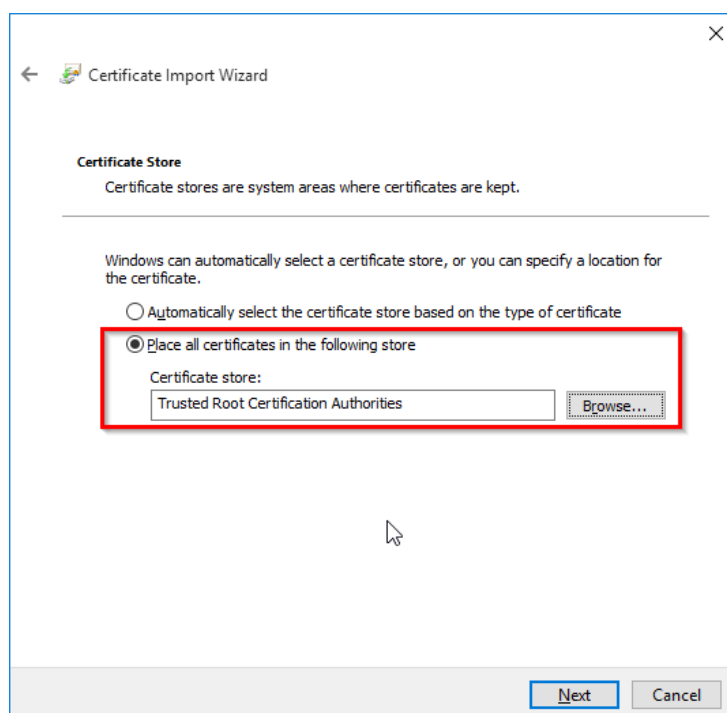 Certificate Import Wizard
Certificate Store
Certificate stores are system areas where certificates are kept.
Windows can automatically select a certificate store, or you can specify a location for
the certificate.
Automatically select the certificate store based on the type of certificate
Place all certificates in the following store
Certificate store:
Trusted Root Certification Authorities
Browse...
Next
Cancel